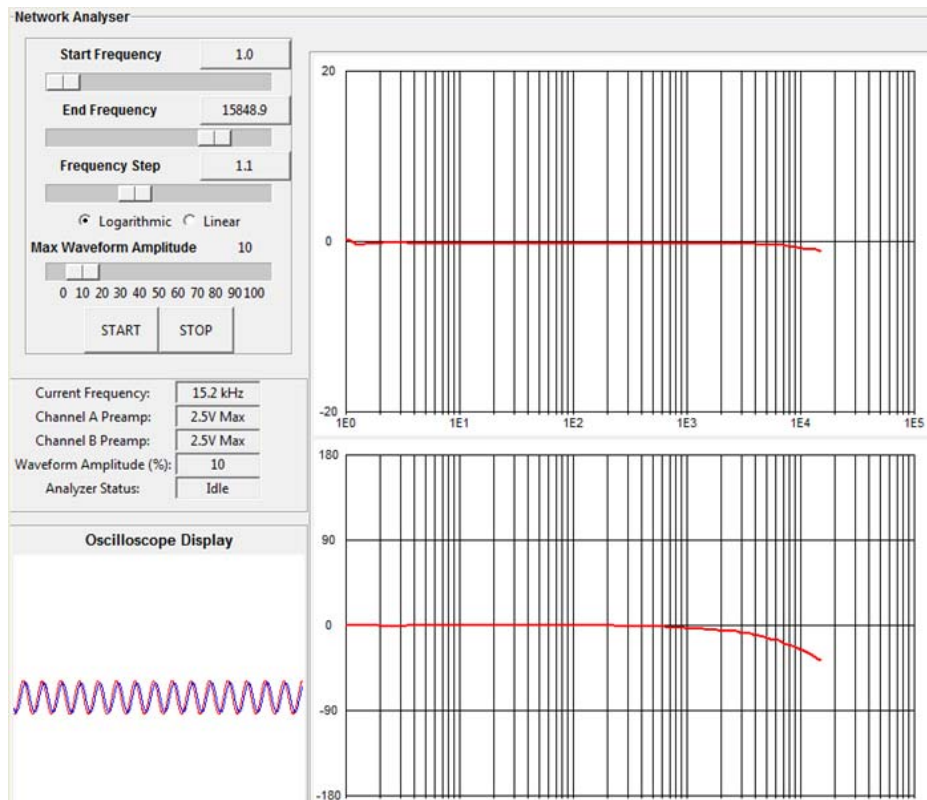 Network Analyser
Start Frequency 1.0
End Frequency 15848.9
Frequency Step 1.1
Logarithmic Linear
Max Waveform Amplitude 10
0 10 20 30 40 50 60 70 80 90 100
START STOP
Current Frequency: 15.2 kHz
Channel A Preamp: 2.5V Max
Channel B Preamp: 2.5V Max
Waveform Amplitude (%): 10
Analyzer Status: Idle
Oscilloscope Display
20
0
-20
1E0 1E1 1E2 1E3 1E4 1E5
180
90
0
-90
-180